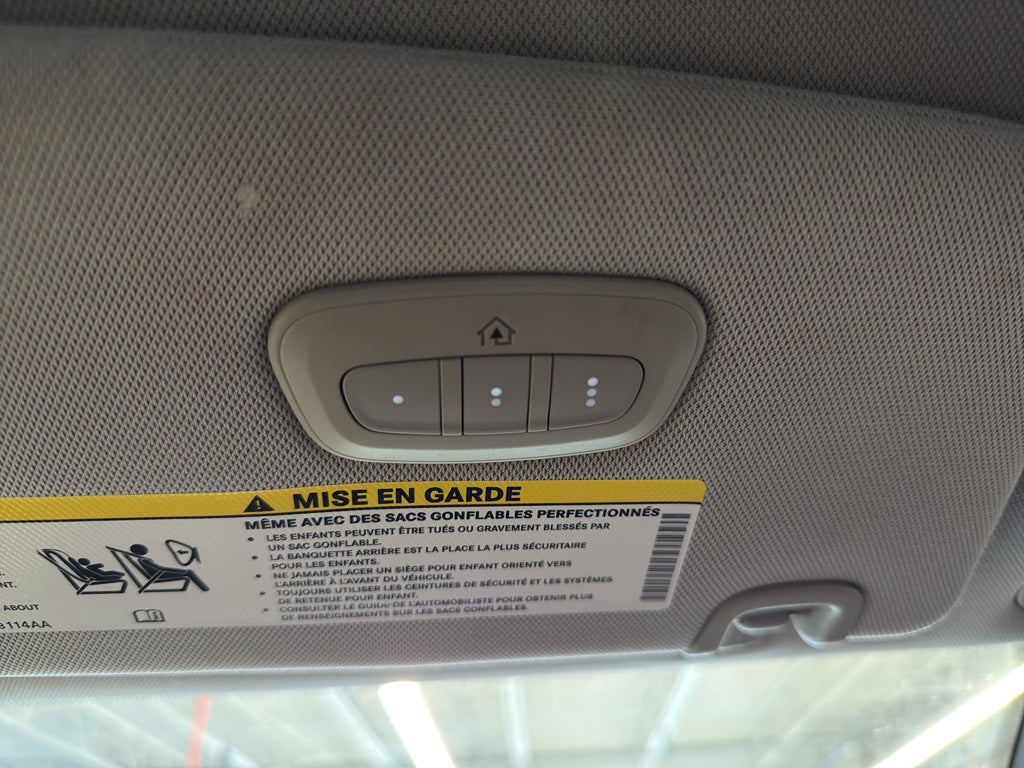 MISE EN GARDE
MÊME AVEC DES SACS GONFLABLES PERFECTIONNÉS
• LES ENFANTS PEUVENT ÊTRE TUÉS OU GRAVEMENT BLESSÉS PAR
UN SAC GONFLABLE.
• LA BANQUETTE ARRIÈRE EST LA PLACE LA PLUS SÉCURITAIRE
POUR LES ENFANTS.
• NE JAMAIS PLACER UN SIÈGE POUR ENFANT ORIENTÉ VERS
L'ARRIÈRE À L'AVANT DU VÉHICULE.
• TOUJOURS UTILISER LES CEINTURES DE SÉCURITÉ ET LES SYSTÈMES
DE RETENUE POUR ENFANT.
• CONSULTER LE GUIDE DE L'AUTOMOBILISTE POUR OBTENIR PLUS
DE RENSEIGNEMENTS SUR LES SACS GONFLABLES.
NT.
ABOUT
114AA